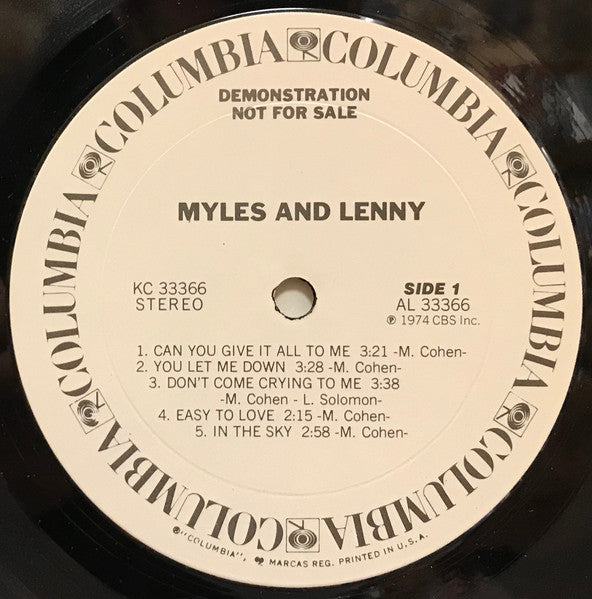 COLUMBIA COLUMBIA COLUMBIA COLUMBIA COLUMBIA COLUMBIA
DEMONSTRATION
NOT FOR SALE
MYLES AND LENNY
KC 33366
STEREO
SIDE 1
AL 33366
℗ 1974 CBS Inc.
1. CAN YOU GIVE IT ALL TO ME 3:21 -M. Cohen-
2. YOU LET ME DOWN 3:28 -M. Cohen-
3. DON'T COME CRYING TO ME 3:38
-M. Cohen - L. Solomon-
4. EASY TO LOVE 2:15 -M. Cohen-
5. IN THE SKY 2:58 -M. Cohen-
®"COLUMBIA", MARCAS REG. PRINTED IN U.S.A.